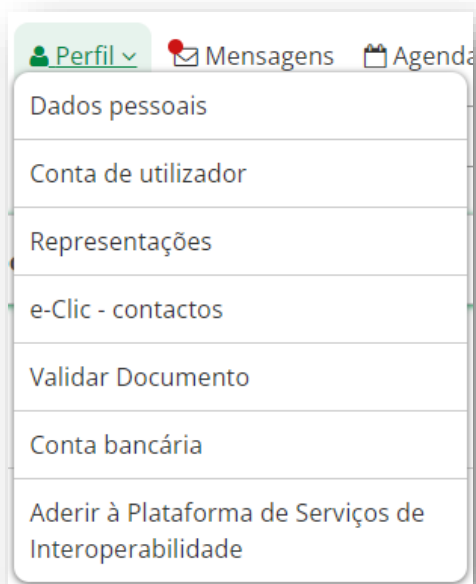 Perfil Mensagens Agenda
Dados pessoais
Conta de utilizador
Representações
e-Clic - contactos
Validar Documento
Conta bancária
Aderir à Plataforma de Serviços de
Interoperabilidade